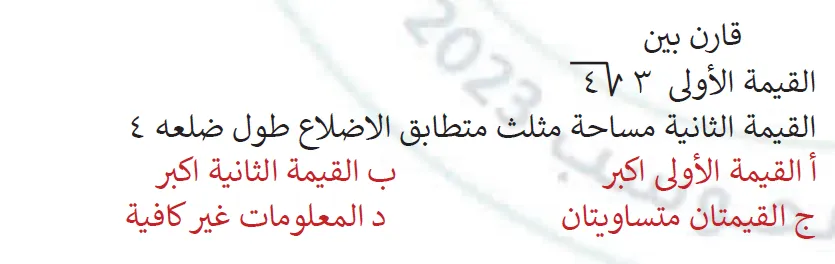 قارن بين
القيمة الأولى ٣ √٤
القيمة الثانية مساحة مثلث متطابق الاضلاع طول ضلعه ٤
أ القيمة الأولى اكبر ب القيمة الثانية اكبر
ج القيمتان متساويتان د المعلومات غير كافية
2023